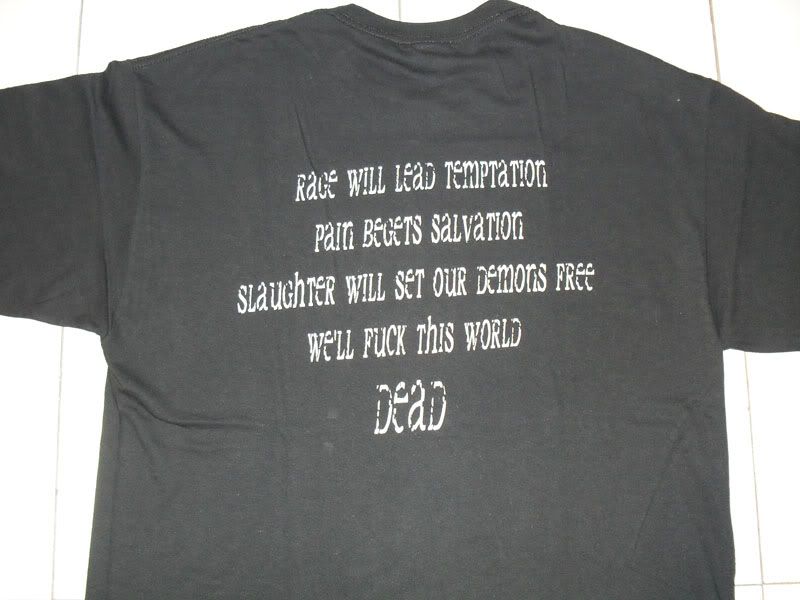 RAGE WILL LEAD TEMPTATION
PAIN BEGETS SALVATION
SLAUGHTER WILL SET OUR DEMONS FREE
WE'LL FUCK THIS WORLD
DEAD